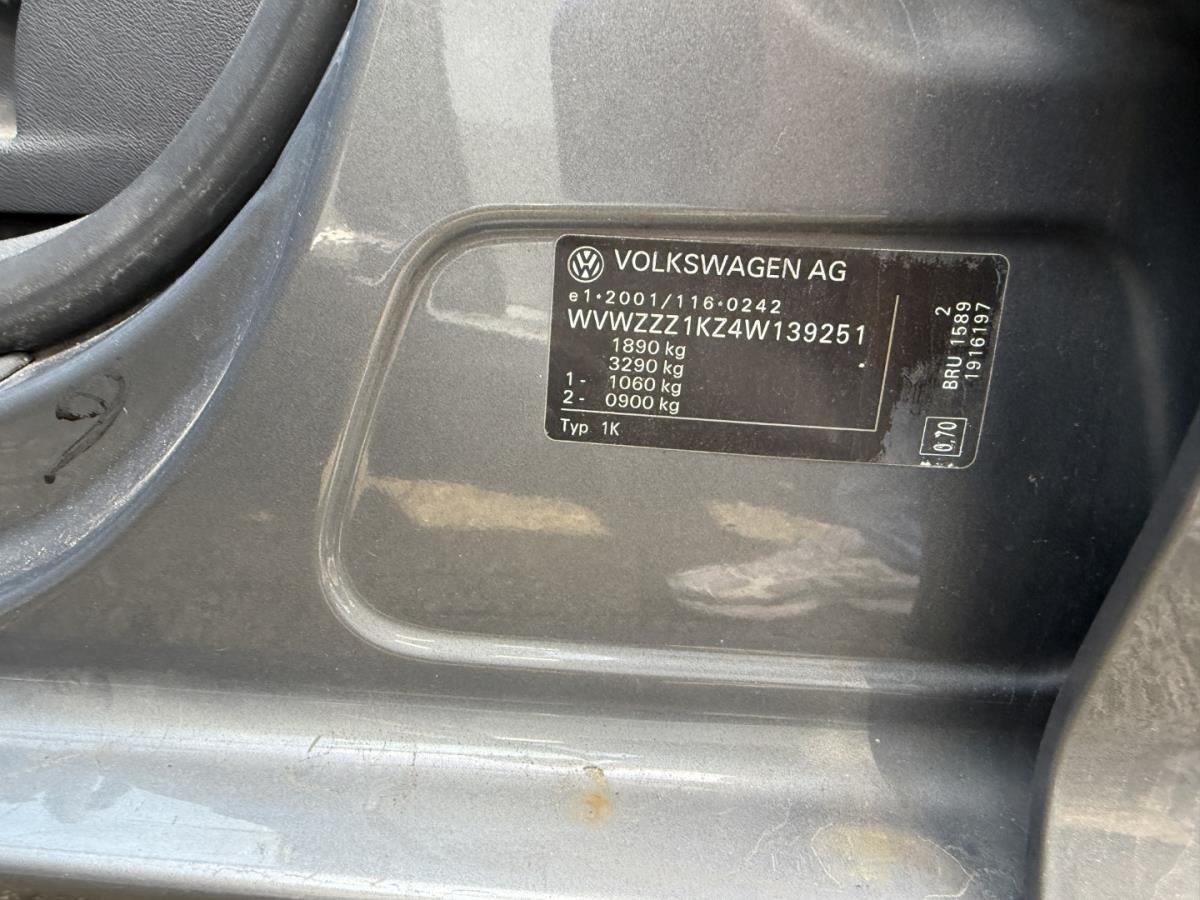 VOLKSWAGEN AG
e1*2001/116*0242
WVWZZZ1KZ4W139251
1890 kg
3290 kg
1- 1060 kg
2- 0900 kg
Typ 1K
2
BRU 1589
1916197
0,70